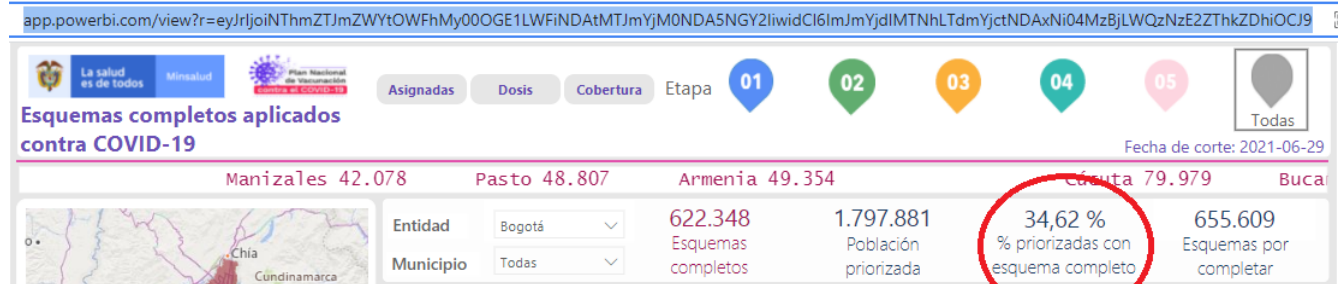 app.powerbi.com/view?r=eyJrIjoiNThmZTJmZWYtOWFhMy00OGE1LWFiNDAtMTJmYjM0NDA5NGY2IiwidCI6ImJmYjdlMTNhLTdmYjctNDAxNi04MzBjLWQzNzE2ZThkZDhiOCJ9
La salud
es de todos
Minsalud
Plan Nacional
de Vacunación
contra el COVID-19
Asignadas
Dosis
Cobertura
Etapa
01
02
03
04
05
Todas
Esquemas completos aplicados
contra COVID-19
Fecha de corte: 2021-06-29
Manizales 42.078 Pasto 48.807 Armenia 49.354 Cúcuta 79.979 Bucar
Entidad
Bogotá
Municipio
Todas
622.348
Esquemas
completos
1.797.881
Población
priorizada
34,62 %
% priorizadas con
esquema completo
655.609
Esquemas por
completar
Chía
Cundinamarca